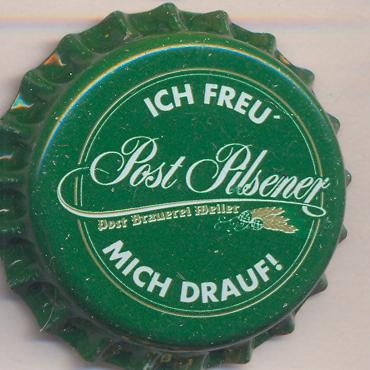 ICH FREU'
Post Pilsener
Post Brauerei Weiler
MICH DRAUF!